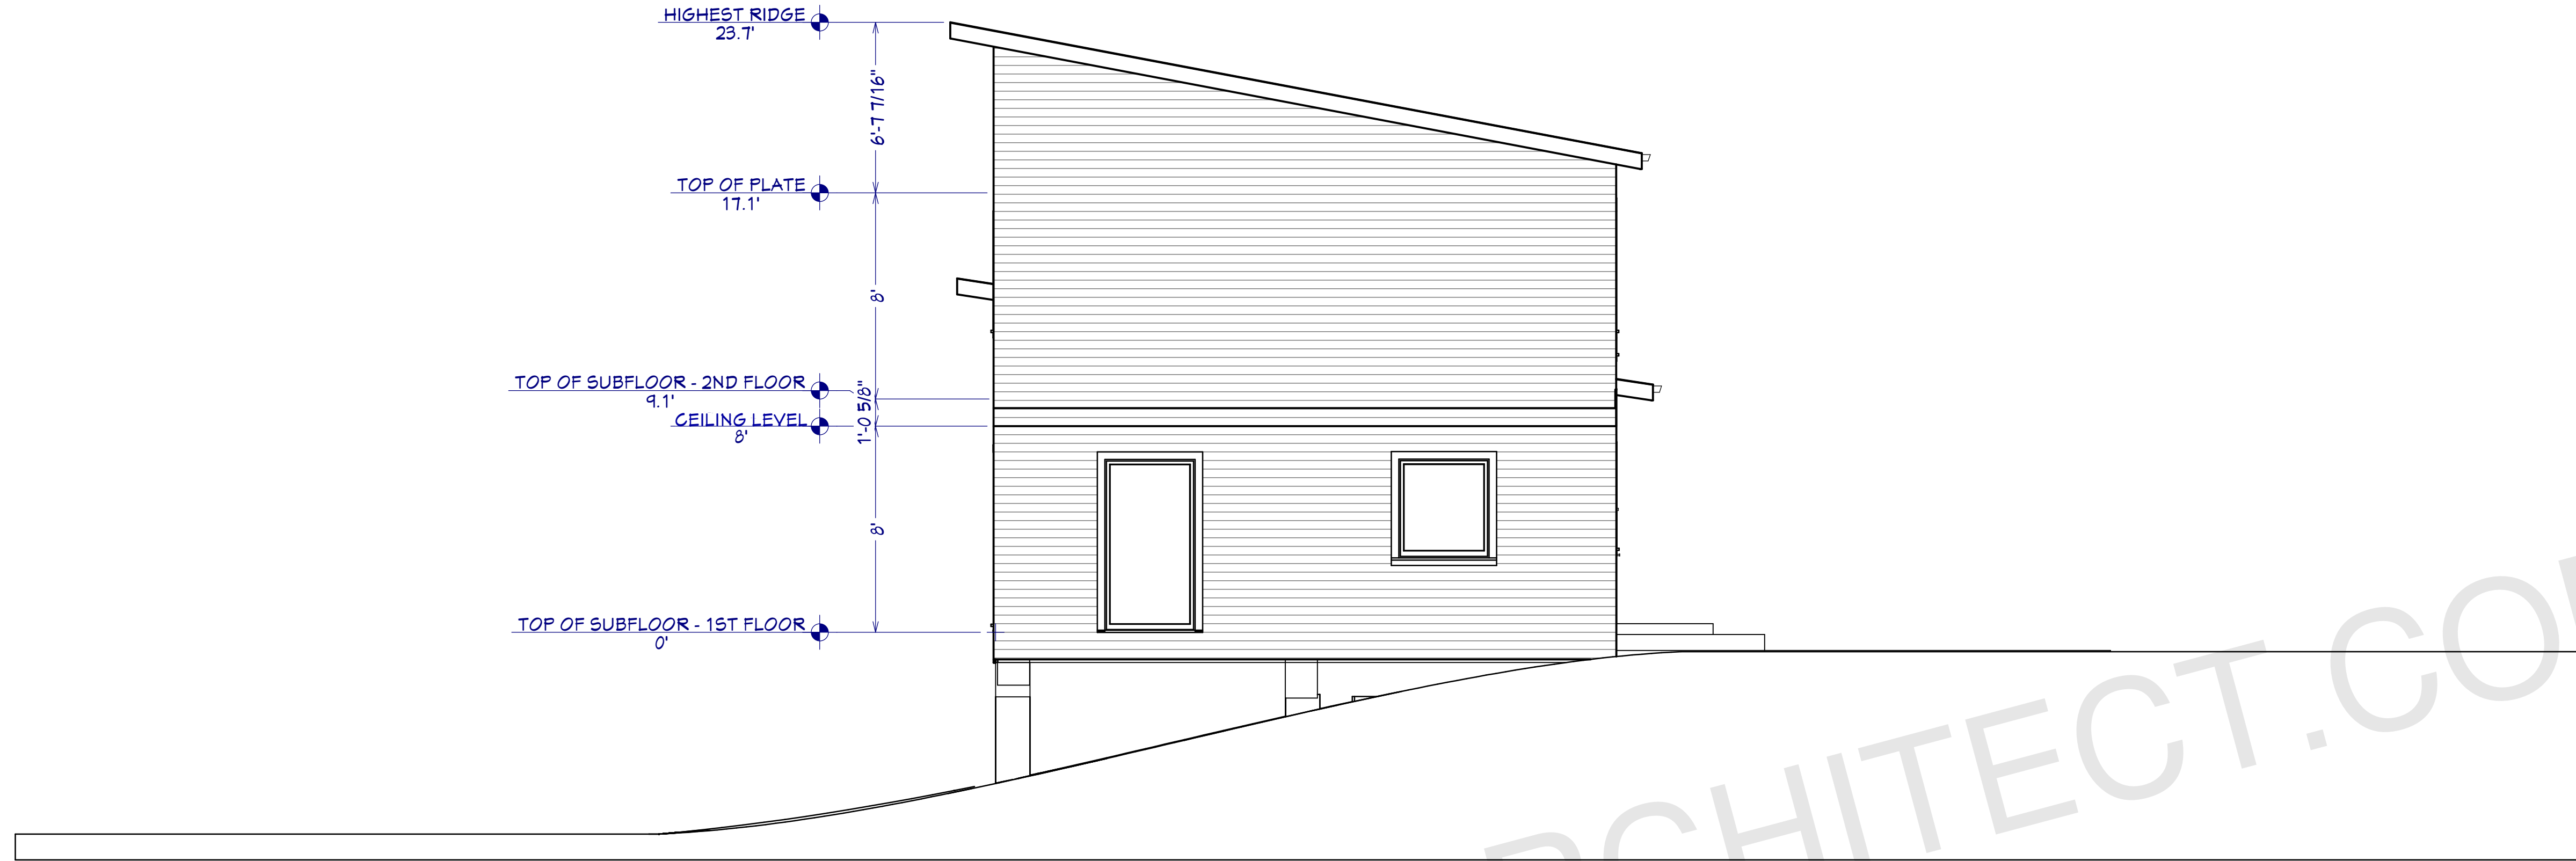 HIGHEST RIDGE
23.7'
6'-7 7/16"
TOP OF PLATE
17.1'
8'
TOP OF SUBFLOOR - 2ND FLOOR
9.1'
1'-0 5/8"
CEILING LEVEL
8'
8'
TOP OF SUBFLOOR - 1ST FLOOR
0'
RCHITECT.CO